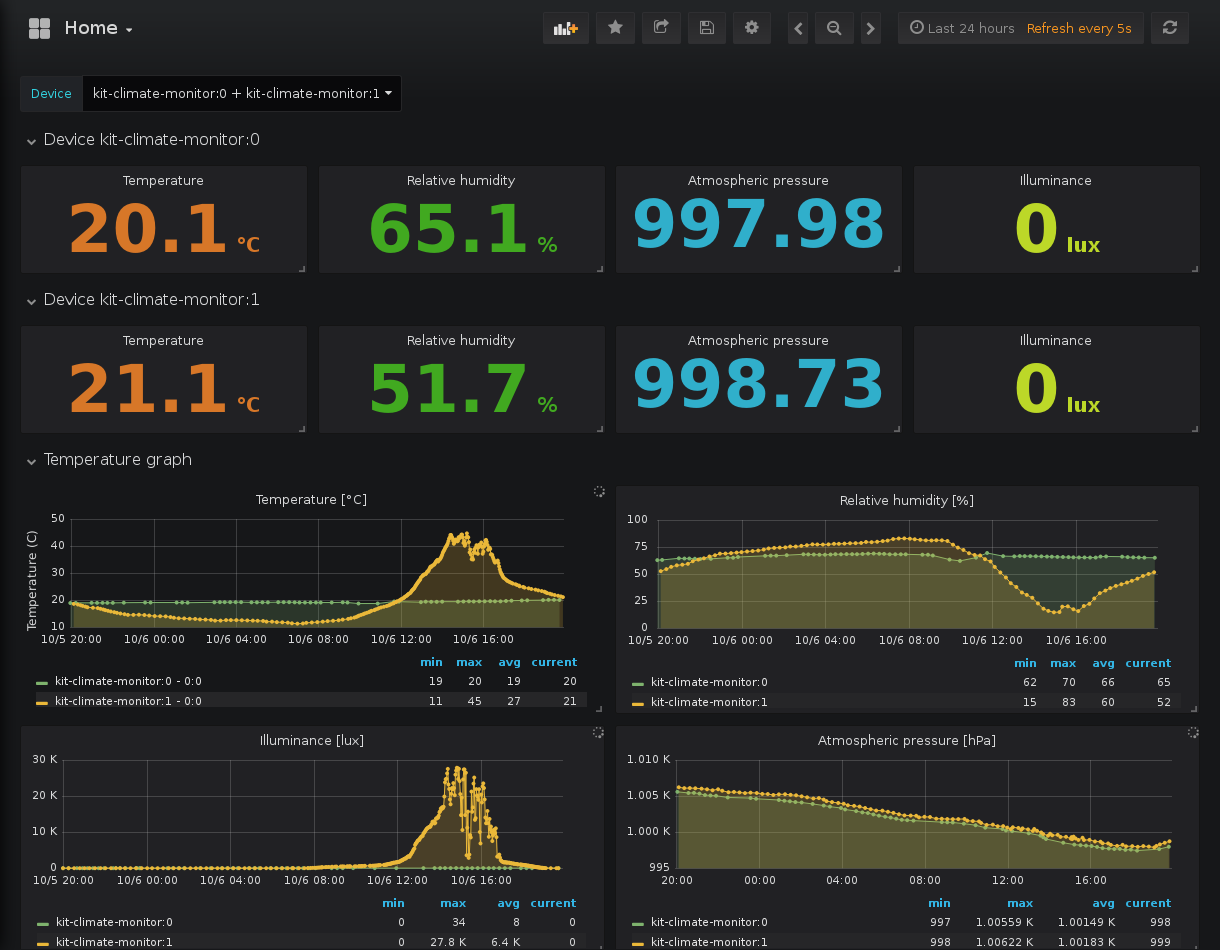 Home
Last 24 hours Refresh every 5s
Device kit-climate-monitor:0 + kit-climate-monitor:1
Device kit-climate-monitor:0
Temperature Relative humidity Atmospheric pressure Illuminance
20.1 °C 65.1 % 997.98 0 lux
Device kit-climate-monitor:1
Temperature Relative humidity Atmospheric pressure Illuminance
21.1 °C 51.7 % 998.73 0 lux
Temperature graph
Temperature [°C]
Temperature (C)
50
40
30
20
10
10/5 20:00 10/6 00:00 10/6 04:00 10/6 08:00 10/6 12:00 10/6 16:00
min max avg current
kit-climate-monitor:0 - 0:0 19 20 19 20
kit-climate-monitor:1 - 0:0 11 45 27 21
Relative humidity [%]
100
75
50
25
0
10/5 20:00 10/6 00:00 10/6 04:00 10/6 08:00 10/6 12:00 10/6 16:00
min max avg current
kit-climate-monitor:0 62 70 66 65
kit-climate-monitor:1 15 83 60 52
Illuminance [lux]
30 K
20 K
10 K
0
10/5 20:00 10/6 00:00 10/6 04:00 10/6 08:00 10/6 12:00 10/6 16:00
min max avg current
kit-climate-monitor:0 0 34 8 0
kit-climate-monitor:1 0 27.8 K 6.4 K 0
Atmospheric pressure [hPa]
1.010 K
1.005 K
1.000 K
995
20:00 00:00 04:00 08:00 12:00 16:00
min max avg current
kit-climate-monitor:0 997 1.00559 K 1.00149 K 998
kit-climate-monitor:1 998 1.00622 K 1.00183 K 999